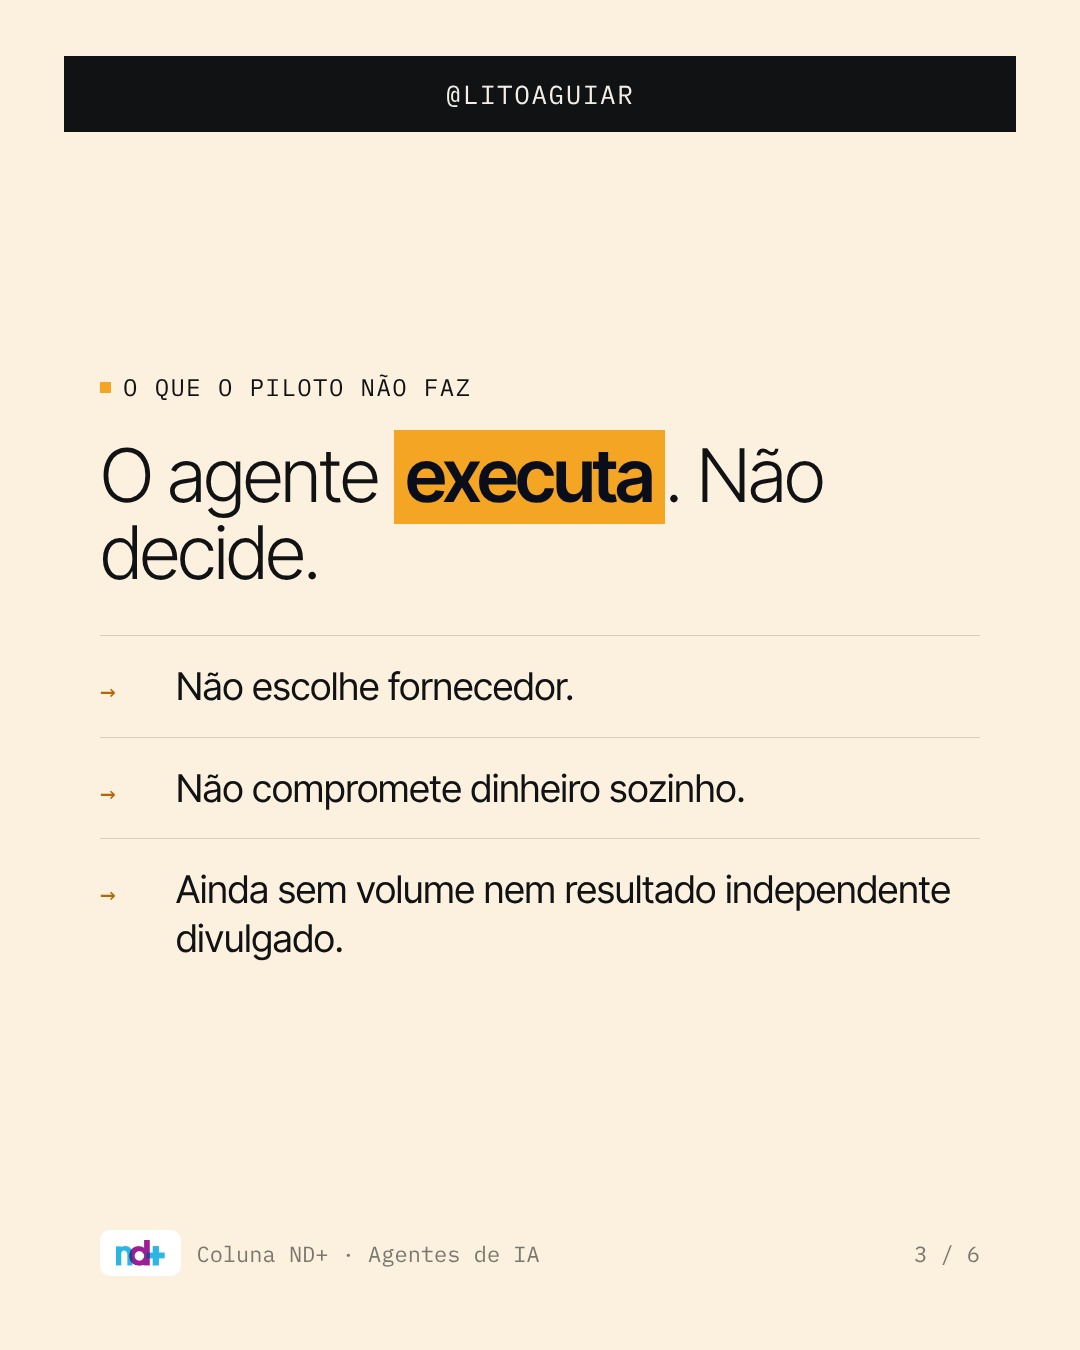 @LITOAGUIAR
O QUE O PILOTO NÃO FAZ
O agente executa. Não
decide.
→ Não escolhe fornecedor.
→ Não compromete dinheiro sozinho.
→ Ainda sem volume nem resultado independente
divulgado.
nd+ Coluna ND+ · Agentes de IA 3 / 6